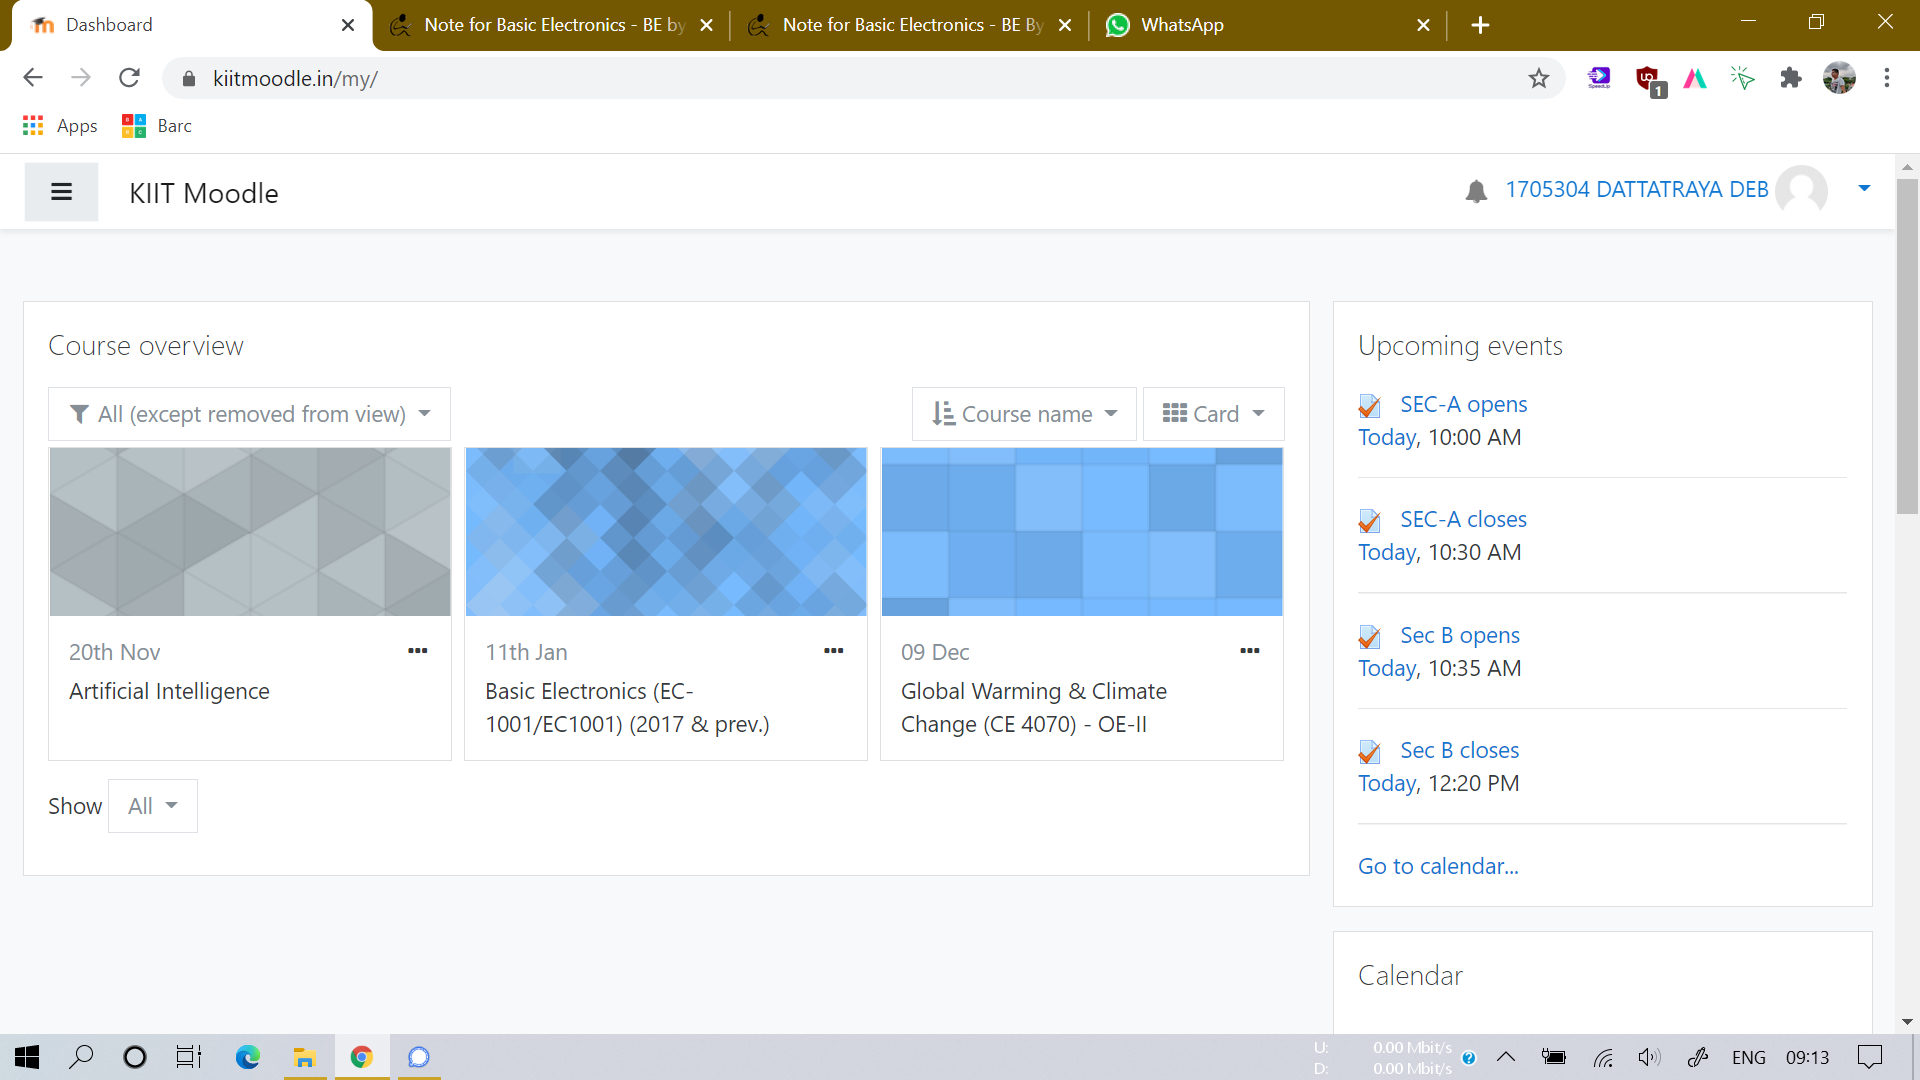 Dashboard
Note for Basic Electronics - BE by
Note for Basic Electronics - BE By
WhatsApp
kiitmoodle.in/my/
1
Apps
Barc
KIIT Moodle
1705304 DATTATRAYA DEB
Course overview
All (except removed from view)
Course name
Card
20th Nov
Artificial Intelligence
11th Jan
Basic Electronics (EC-
1001/EC1001) (2017 & prev.)
09 Dec
Global Warming & Climate
Change (CE 4070) - OE-II
Show All
Upcoming events
SEC-A opens
Today, 10:00 AM
SEC-A closes
Today, 10:30 AM
Sec B opens
Today, 10:35 AM
Sec B closes
Today, 12:20 PM
Go to calendar...
Calendar
U: 0.00 Mbit/s
D: 0.00 Mbit/s
ENG
09:13